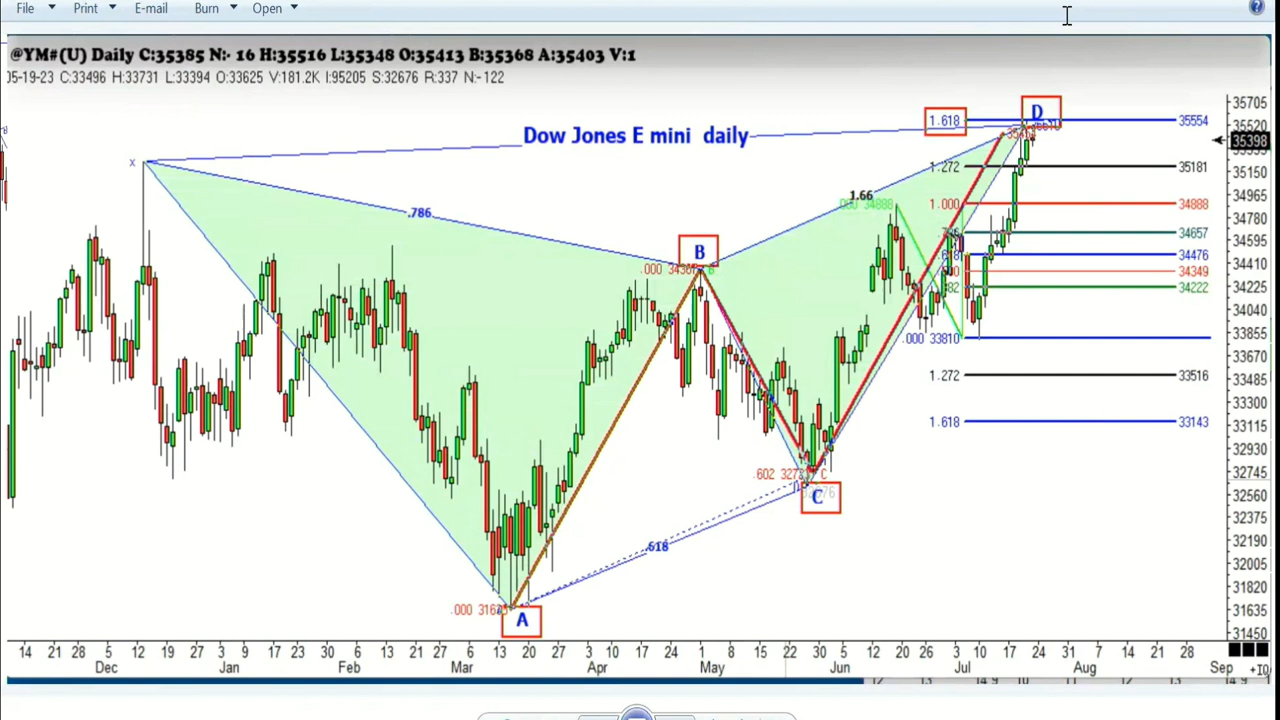 File Print E-mail Burn Open
@YM#(U) Daily C:35385 N:- 16 H:35516 L:35348 O:35413 B:35368 A:35403 V:1
05-19-23 C:33496 H:33731 L:33394 O:33625 V:181.2K I:95205 S:32676 R:337 N:-122
35705
D
1.618 35554
35520
Dow Jones E mini daily
35398
x
1.272 35181
35150
1.66
34965
.000 34888 1.000 34888
.786
34780
34657
34595
B
34476
34410
.000
34349
34222
34225
34040
33855
.000 33810
33670
1.272 33516
33485
33300
1.618 33143
33115
32930
.602 C
32745
C
32560
32375
.618
32190
32005
31820
.000
31635
A
31450
14 21 28 5 12 19 27 3 9 17 23 30 6 13 21 27 6 13 20 27 3 10 17 24 1 8 15 22 30 5 12 20 26 3 10 17 24 31 7 14 21 28
Dec Jan Feb Mar Apr May Jun Jul Aug Sep